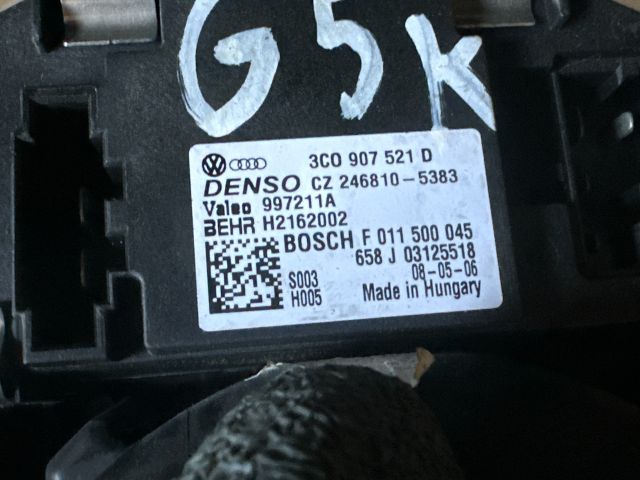 G5K
3C0 907 521 D
DENSO CZ 246810-5383
Valeo 997211A
BEHR H2162002
BOSCH F 011 500 045
658 J 03125518
S003 08-05-06
H005 Made in Hungary